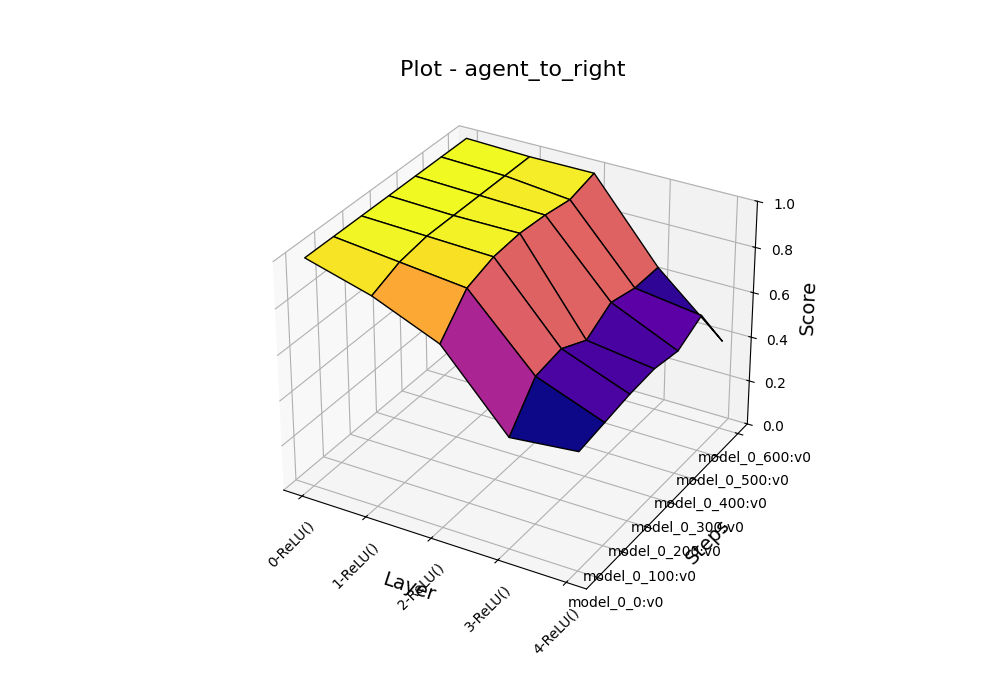 Plot - agent_to_right
1.0
0.8
0.6
0.4
0.2
0.0
Score
model_0_600:v0
model_0_500:v0
model_0_400:v0
model_0_300:v0
model_0_200:v0
model_0_100:v0
model_0_0:v0
Steps
0-ReLU()
1-ReLU()
2-ReLU()
3-ReLU()
4-ReLU()
Layer